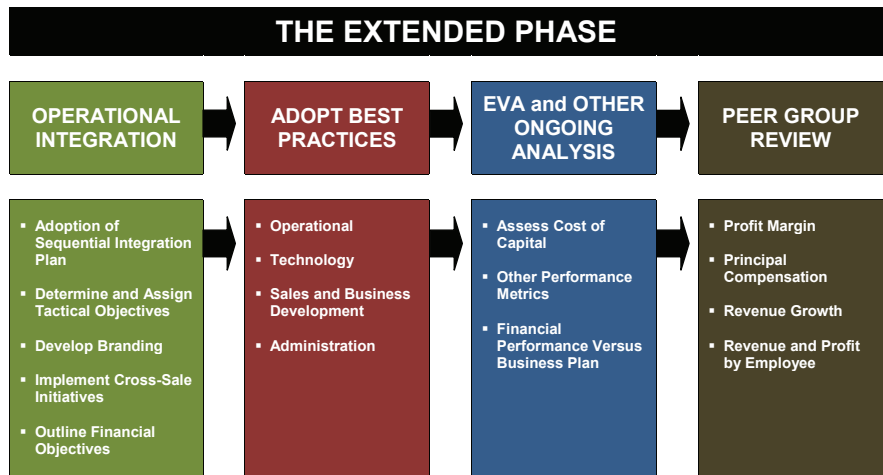 THE EXTENDED PHASE
OPERATIONAL
INTEGRATION
ADOPT BEST
PRACTICES
EVA and OTHER
ONGOING
ANALYSIS
PEER GROUP
REVIEW
▪ Adoption of
Sequential Integration
Plan
▪ Determine and Assign
Tactical Objectives
▪ Develop Branding
▪ Implement Cross-Sale
Initiatives
▪ Outline Financial
Objectives
▪ Operational
▪ Technology
▪ Sales and Business
Development
▪ Administration
▪ Assess Cost of
Capital
▪ Other Performance
Metrics
▪ Financial
Performance Versus
Business Plan
▪ Profit Margin
▪ Principal
Compensation
▪ Revenue Growth
▪ Revenue and Profit
by Employee